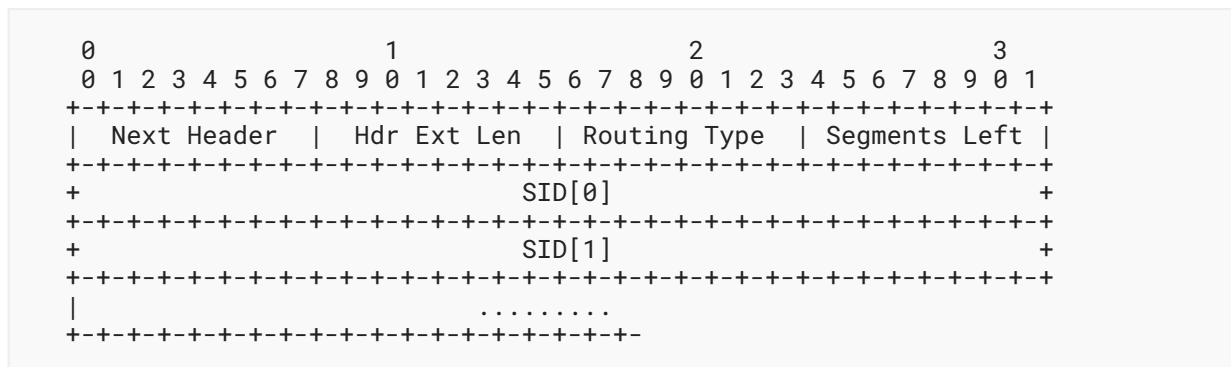 0                   1                   2                   3
 0 1 2 3 4 5 6 7 8 9 0 1 2 3 4 5 6 7 8 9 0 1 2 3 4 5 6 7 8 9 0 1
+-+-+-+-+-+-+-+-+-+-+-+-+-+-+-+-+-+-+-+-+-+-+-+-+-+-+-+-+-+-+-+-+
|  Next Header  |  Hdr Ext Len  | Routing Type  | Segments Left |
+-+-+-+-+-+-+-+-+-+-+-+-+-+-+-+-+-+-+-+-+-+-+-+-+-+-+-+-+-+-+-+-+
+                             SID[0]                            +
+-+-+-+-+-+-+-+-+-+-+-+-+-+-+-+-+-+-+-+-+-+-+-+-+-+-+-+-+-+-+-+-+
+                             SID[1]                            +
+-+-+-+-+-+-+-+-+-+-+-+-+-+-+-+-+-+-+-+-+-+-+-+-+-+-+-+-+-+-+-+-+
|                          .........
+-+-+-+-+-+-+-+-+-+-+-+-+-+-+-+-+-+-+-